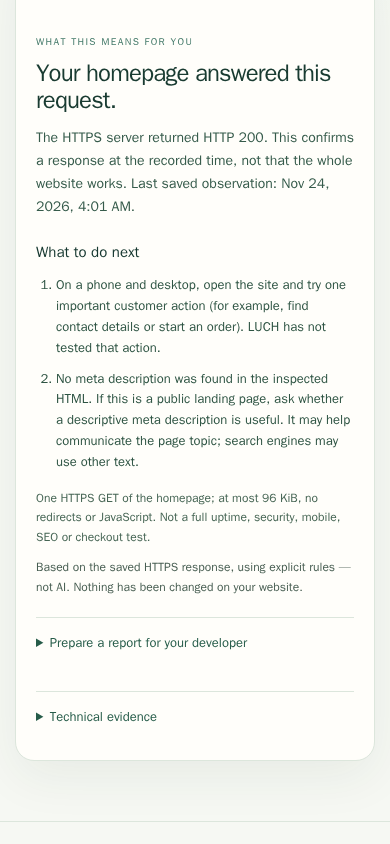 WHAT THIS MEANS FOR YOU
Your homepage answered this
request.
The HTTPS server returned HTTP 200. This confirms
a response at the recorded time, not that the whole
website works. Last saved observation: Nov 24,
2026, 4:01 AM.
What to do next
1. On a phone and desktop, open the site and try one
important customer action (for example, find
contact details or start an order). LUCH has not
tested that action.
2. No meta description was found in the inspected
HTML. If this is a public landing page, ask whether
a descriptive meta description is useful. It may help
communicate the page topic; search engines may
use other text.
One HTTPS GET of the homepage; at most 96 KiB, no
redirects or JavaScript. Not a full uptime, security, mobile,
SEO or checkout test.
Based on the saved HTTPS response, using explicit rules —
not AI. Nothing has been changed on your website.
Prepare a report for your developer
Technical evidence